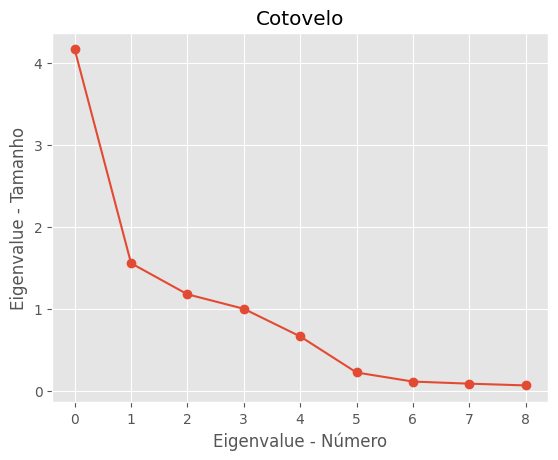 Cotovelo
Eigenvalue - Tamanho
4
3
2
1
0
0 1 2 3 4 5 6 7 8
Eigenvalue - Número